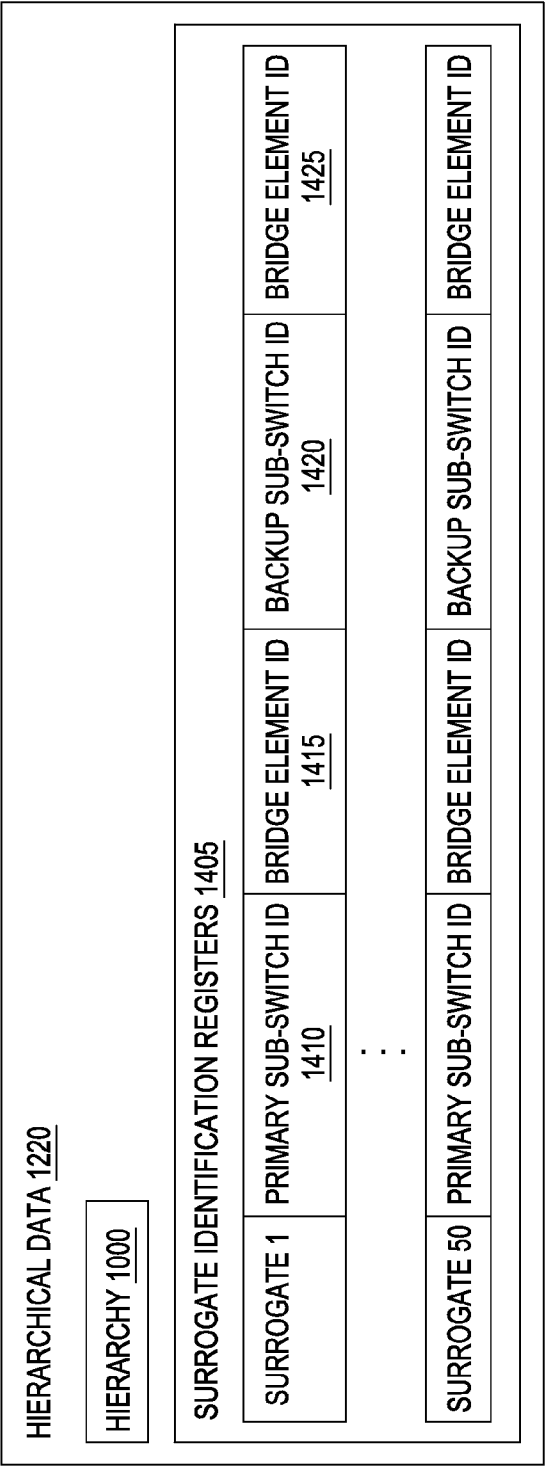 HIERARCHICAL DATA 1220
HIERARCHY 1000
SURROGATE IDENTIFICATION REGISTERS 1405
SURROGATE 1
PRIMARY SUB-SWITCH ID
1410
BRIDGE ELEMENT ID
1415
BACKUP SUB-SWITCH ID
1420
BRIDGE ELEMENT ID
1425
. . .
SURROGATE 50
PRIMARY SUB-SWITCH ID
BRIDGE ELEMENT ID
BACKUP SUB-SWITCH ID
BRIDGE ELEMENT ID